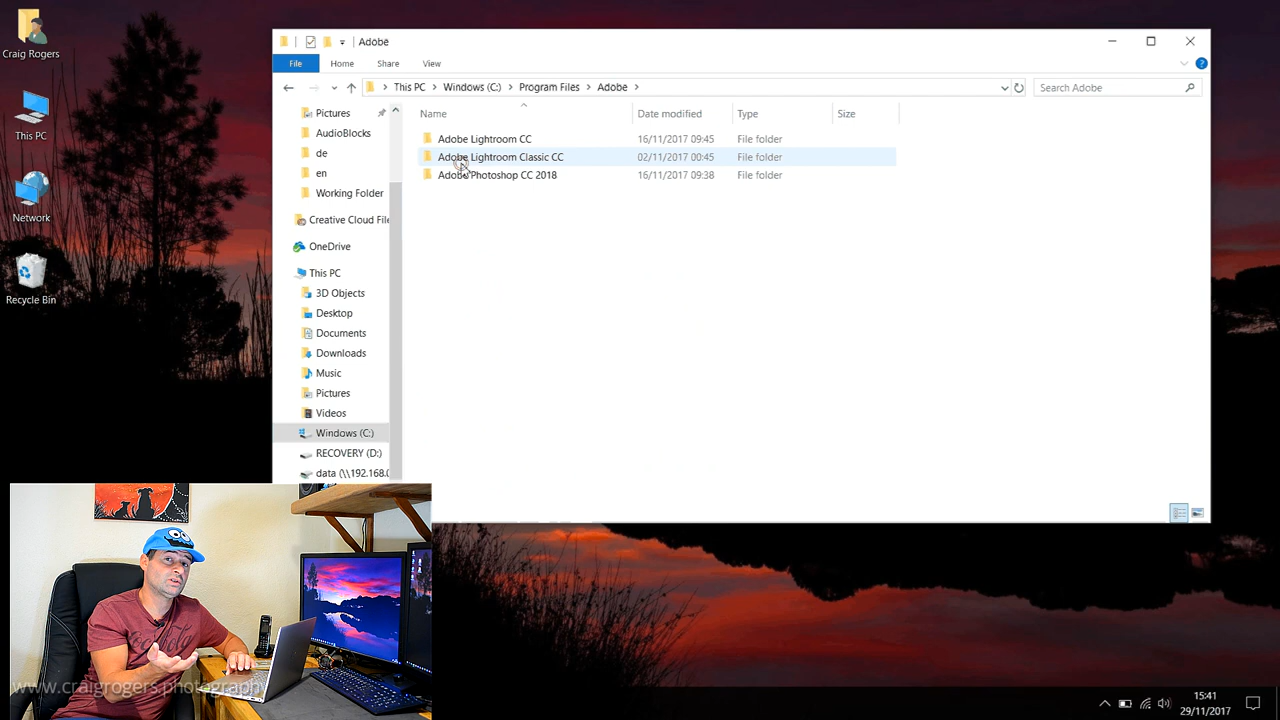 Craig Rogers
This PC
Network
Recycle Bin
Adobe
File Home Share View
This PC Windows (C:) Program Files Adobe
Search Adobe
Pictures
AudioBlocks
de
en
Working Folder
Creative Cloud File
OneDrive
This PC
3D Objects
Desktop
Documents
Downloads
Music
Pictures
Videos
Windows (C:)
RECOVERY (D:)
data (\\192.168.0
Name Date modified Type Size
Adobe Lightroom CC 16/11/2017 09:45 File folder
Adobe Lightroom Classic CC 02/11/2017 00:45 File folder
Adobe Photoshop CC 2018 16/11/2017 09:38 File folder
www.craigrogers.photography
15:41
29/11/2017